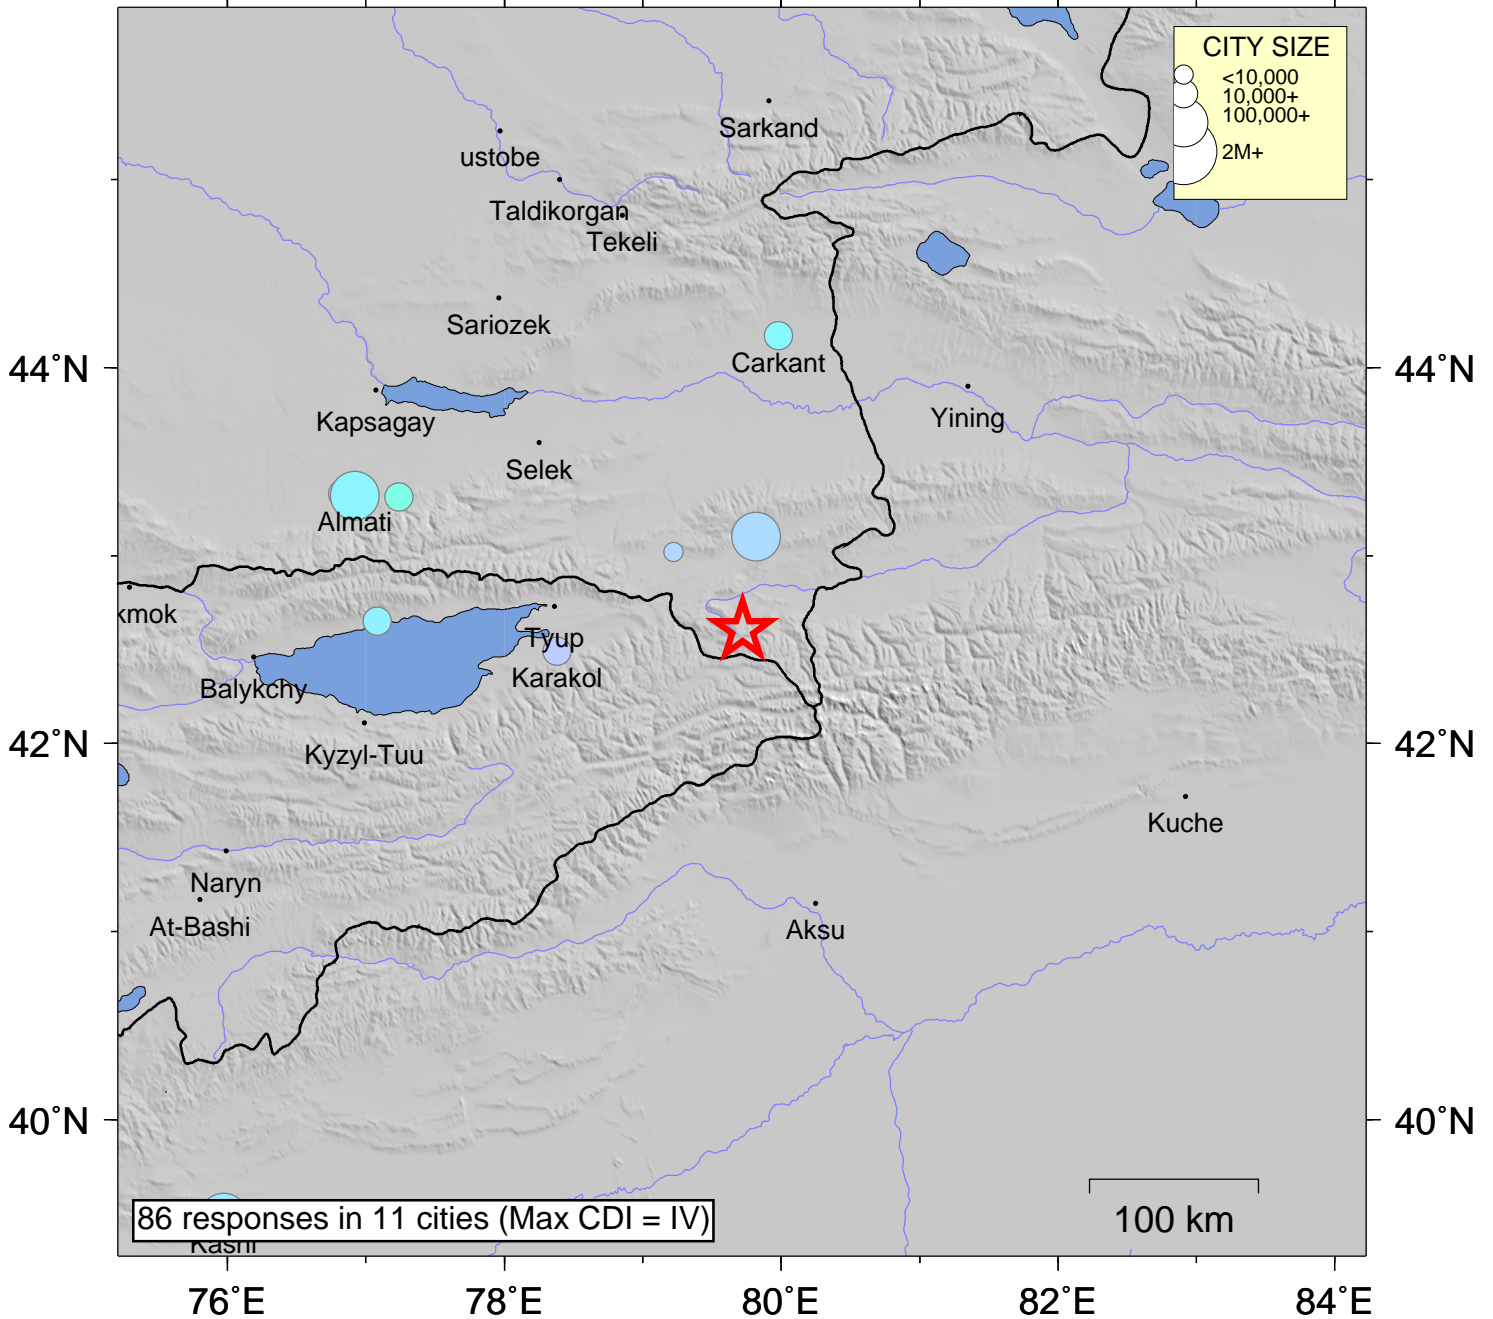 CITY SIZE
<10,000
10,000+
100,000+
2M+
Sarkand
ustobe
Taldikorgan
Tekeli
Sariozek
Carkant
44°N
44°N
Kapsagay
Yining
Selek
Almati
kmok
Tyup
Karakol
Balykchy
Kyzyl-Tuu
42°N
42°N
Kuche
Naryn
At-Bashi
Aksu
40°N
40°N
86 responses in 11 cities (Max CDI = IV)
100 km
Kashi
76°E
78°E
80°E
82°E
84°E